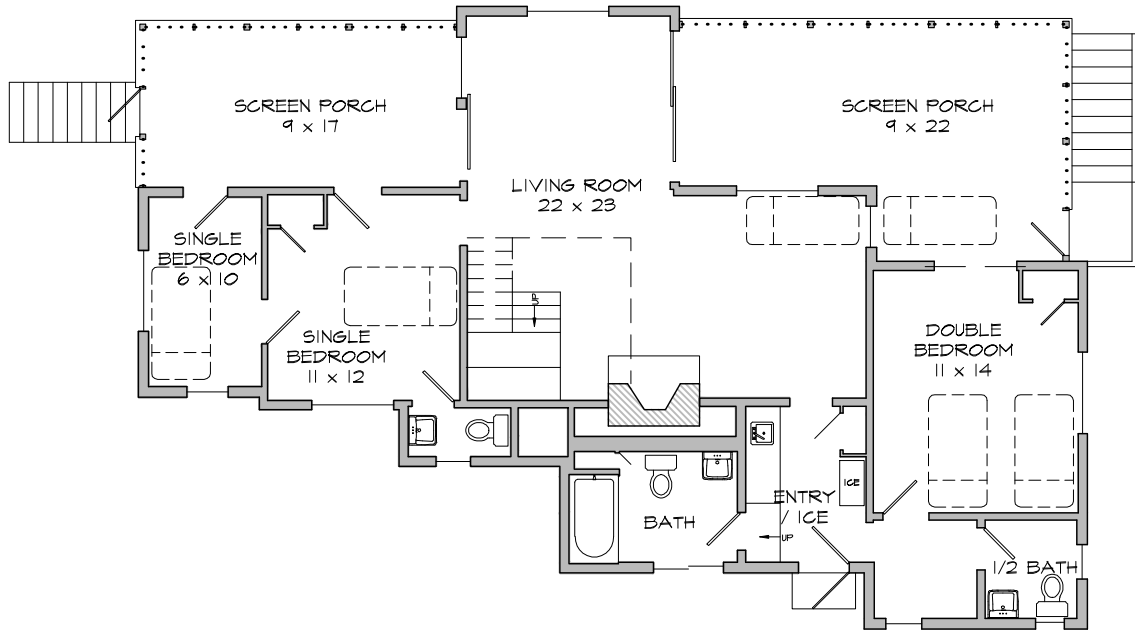 SCREEN PORCH
9 x 17
SCREEN PORCH
9 x 22
LIVING ROOM
22 x 23
SINGLE
BEDROOM
6 x 10
UP
SINGLE
BEDROOM
11 x 12
DOUBLE
BEDROOM
11 x 14
ICE
ENTRY
/ ICE
BATH
UP
1/2 BATH